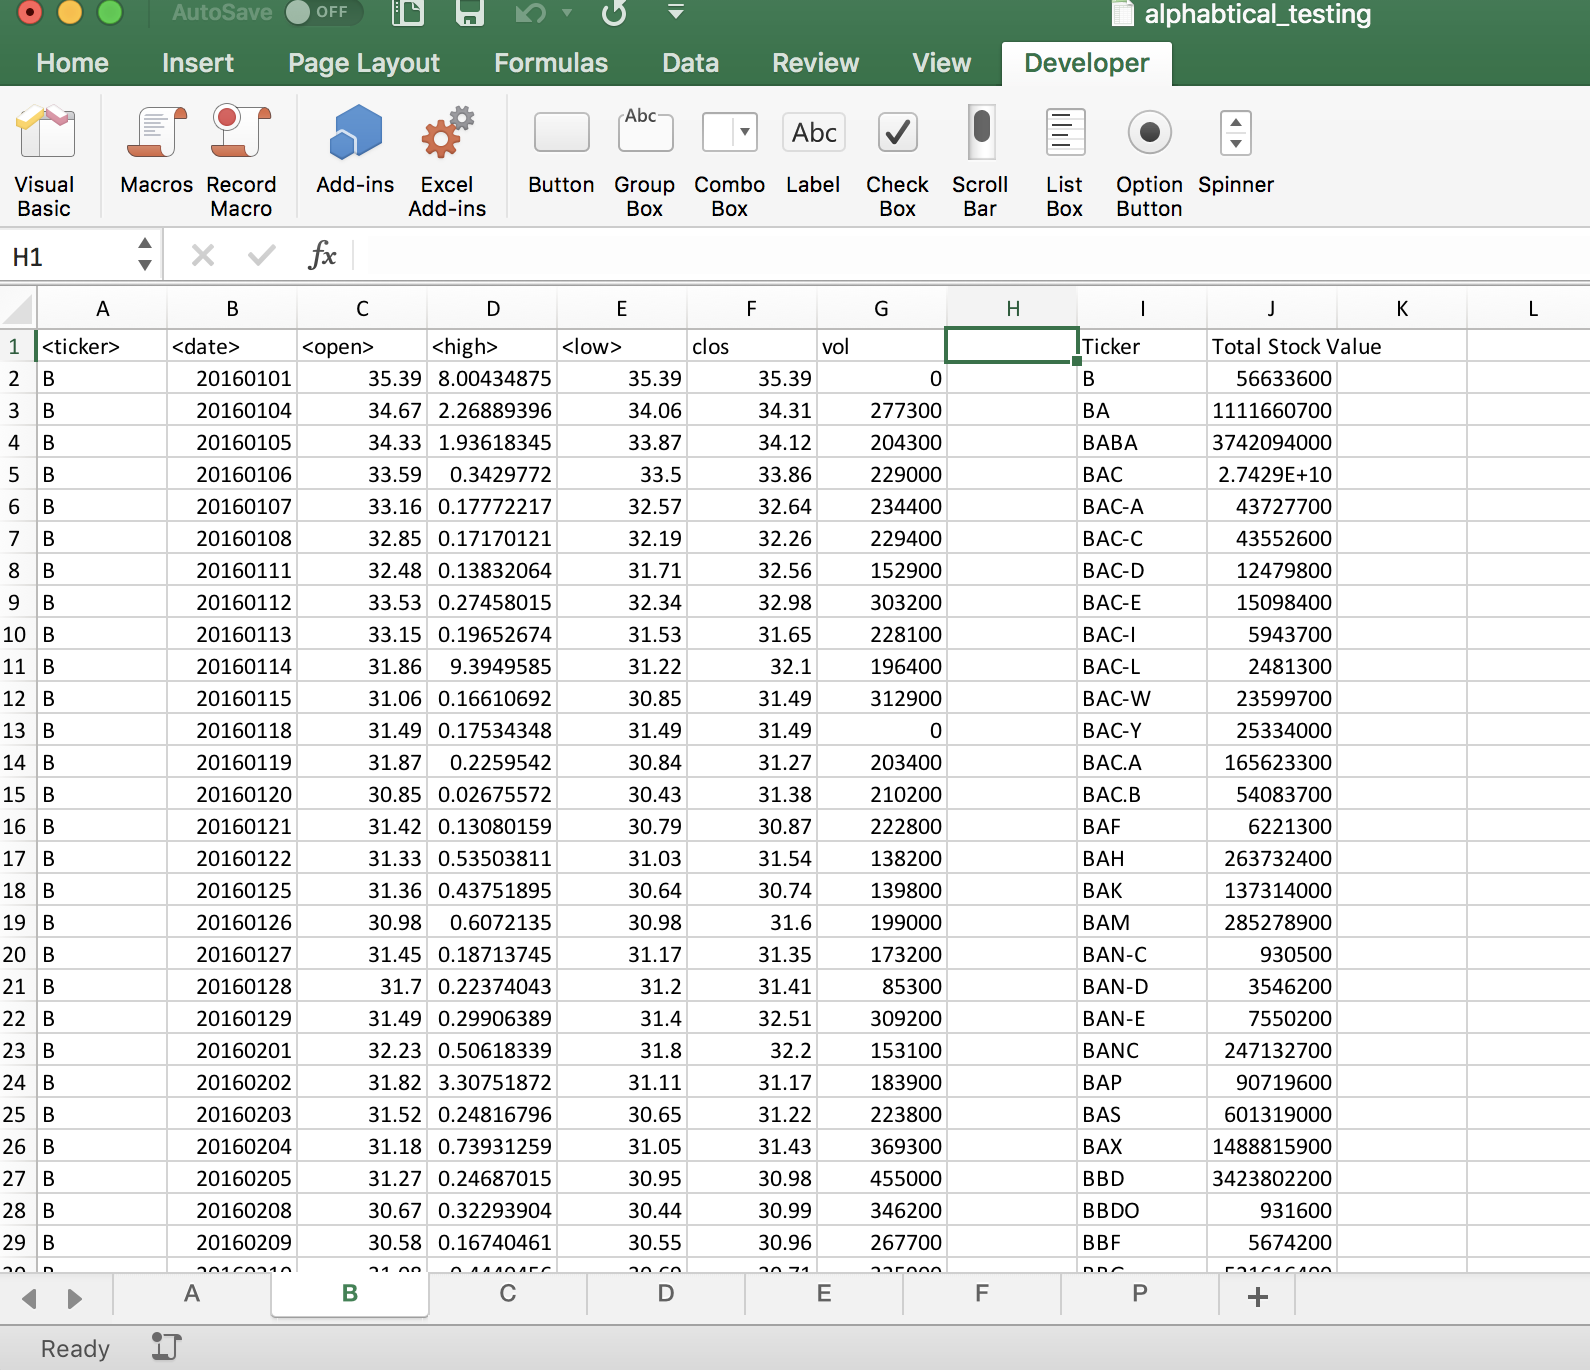 AutoSave OFF alphabtical_testing
Home Insert Page Layout Formulas Data Review View Developer
Abc Abc
Visual Basic Macros Record Macro Add-ins Excel Add-ins Button Group Box Combo Box Label Check Box Scroll Bar List Box Option Button Spinner
H1 fx
A B C D E F G H I J K L
1 <ticker> <date> <open> <high> <low> clos vol Ticker Total Stock Value
2 B 20160101 35.39 8.00434875 35.39 35.39 0 B 56633600
3 B 20160104 34.67 2.26889396 34.06 34.31 277300 BA 1111660700
4 B 20160105 34.33 1.93618345 33.87 34.12 204300 BABA 3742094000
5 B 20160106 33.59 0.3429772 33.5 33.86 229000 BAC 2.7429E+10
6 B 20160107 33.16 0.17772217 32.57 32.64 234400 BAC-A 43727700
7 B 20160108 32.85 0.17170121 32.19 32.26 229400 BAC-C 43552600
8 B 20160111 32.48 0.13832064 31.71 32.56 152900 BAC-D 12479800
9 B 20160112 33.53 0.27458015 32.34 32.98 303200 BAC-E 15098400
10 B 20160113 33.15 0.19652674 31.53 31.65 228100 BAC-I 5943700
11 B 20160114 31.86 9.3949585 31.22 32.1 196400 BAC-L 2481300
12 B 20160115 31.06 0.16610692 30.85 31.49 312900 BAC-W 23599700
13 B 20160118 31.49 0.17534348 31.49 31.49 0 BAC-Y 25334000
14 B 20160119 31.87 0.2259542 30.84 31.27 203400 BAC.A 165623300
15 B 20160120 30.85 0.02675572 30.43 31.38 210200 BAC.B 54083700
16 B 20160121 31.42 0.13080159 30.79 30.87 222800 BAF 6221300
17 B 20160122 31.33 0.53503811 31.03 31.54 138200 BAH 263732400
18 B 20160125 31.36 0.43751895 30.64 30.74 139800 BAK 137314000
19 B 20160126 30.98 0.6072135 30.98 31.6 199000 BAM 285278900
20 B 20160127 31.45 0.18713745 31.17 31.35 173200 BAN-C 930500
21 B 20160128 31.7 0.22374043 31.2 31.41 85300 BAN-D 3546200
22 B 20160129 31.49 0.29906389 31.4 32.51 309200 BAN-E 7550200
23 B 20160201 32.23 0.50618339 31.8 32.2 153100 BANC 247132700
24 B 20160202 31.82 3.30751872 31.11 31.17 183900 BAP 90719600
25 B 20160203 31.52 0.24816796 30.65 31.22 223800 BAS 601319000
26 B 20160204 31.18 0.73931259 31.05 31.43 369300 BAX 1488815900
27 B 20160205 31.27 0.24687015 30.95 30.98 455000 BBD 3423802200
28 B 20160208 30.67 0.32293904 30.44 30.99 346200 BBDO 931600
29 B 20160209 30.58 0.16740461 30.55 30.96 267700 BBF 5674200
A B C D E F P +
Ready